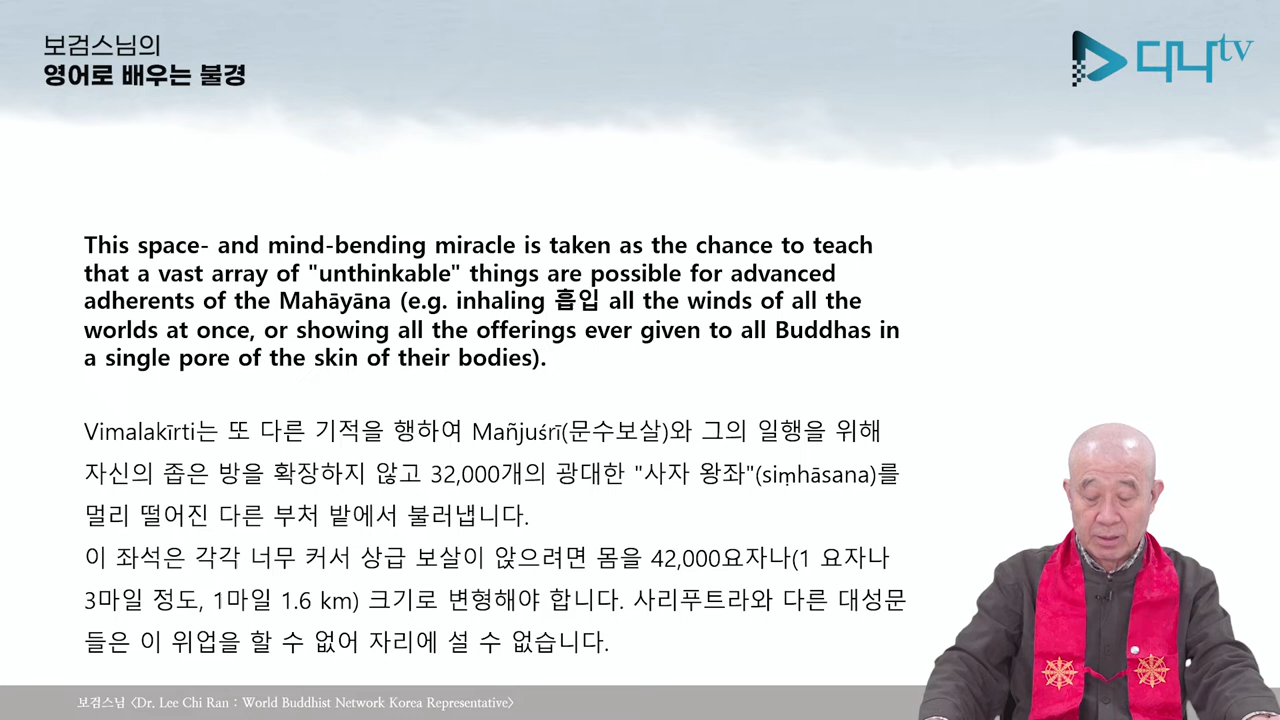 보검스님의
영어로 배우는 불경
다나tv
This space- and mind-bending miracle is taken as the chance to teach
that a vast array of "unthinkable" things are possible for advanced
adherents of the Mahāyāna (e.g. inhaling 흡입 all the winds of all the
worlds at once, or showing all the offerings ever given to all Buddhas in
a single pore of the skin of their bodies).
Vimalakīrti는 또 다른 기적을 행하여 Mañjuśrī(문수보살)와 그의 일행을 위해
자신의 좁은 방을 확장하지 않고 32,000개의 광대한 "사자 왕좌"(siṃhāsana)를
멀리 떨어진 다른 부처 밭에서 불러냅니다.
이 좌석은 각각 너무 커서 상급 보살이 앉으려면 몸을 42,000요자나(1 요자나
3마일 정도, 1마일 1.6 km) 크기로 변형해야 합니다. 사리푸트라와 다른 대성문
들은 이 위업을 할 수 없어 자리에 설 수 없습니다.
보검스님 <Dr. Lee Chi Ran : World Buddhist Network Korea Representative>